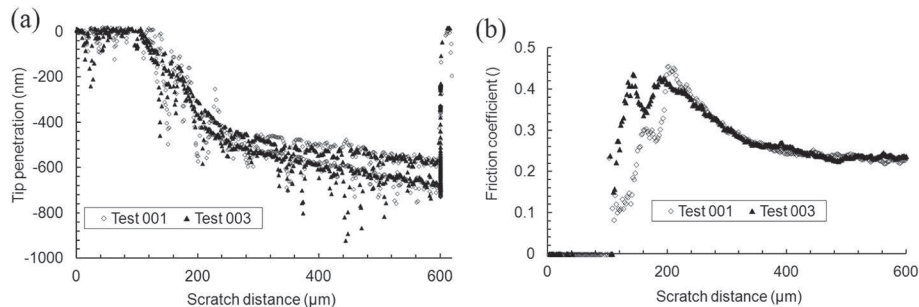 (a)
0
-200
-400
-600
-800
-1000
Tip penetration (nm)
Test 001 Test 003
0 200 400 600
Scratch distance (µm)
(b)
0.5
0.4
0.3
0.2
0.1
0
Friction coefficient ()
Test 001 Test 003
0 200 400 600
Scratch distance (µm)